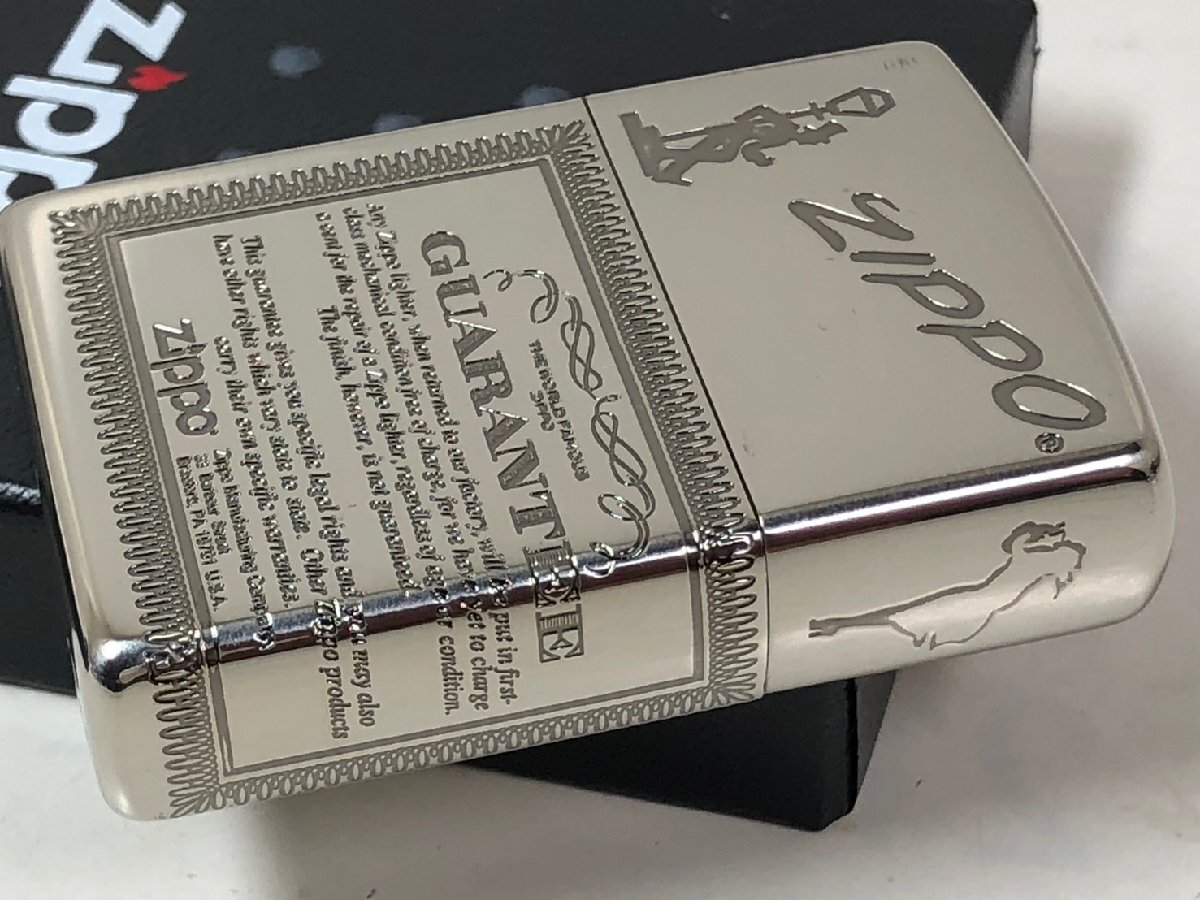 zippo®
THE WORLD FAMOUS
GUARANTEE
Any Zippo lighter, when returned to our factory, will be put in first-
class mechanical condition free of charge, for we have yet to charge
a cent for the repair of a Zippo lighter, regardless of age or condition.
The finish, however, is not guaranteed.
This guarantee gives you specific legal rights and you may also
have other rights which vary state to state. Other Zippo products
carry their own specific warranties.
zippo
Zippo Manufacturing Company
33 Barbour Street
Bradford, PA 16701 U.S.A.
zipp